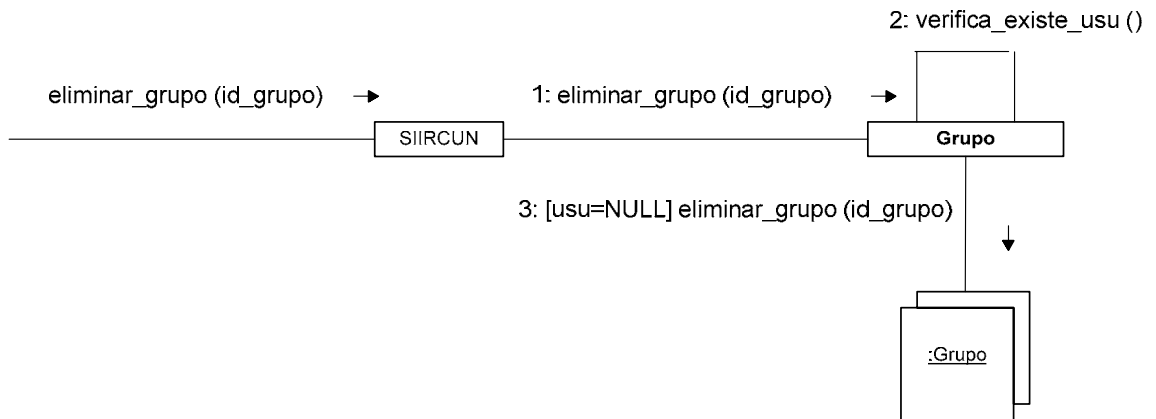 2: verifica_existe_usu ()
eliminar_grupo (id_grupo)
1: eliminar_grupo (id_grupo)
SIIRCUN
Grupo
3: [usu=NULL] eliminar_grupo (id_grupo)
:Grupo